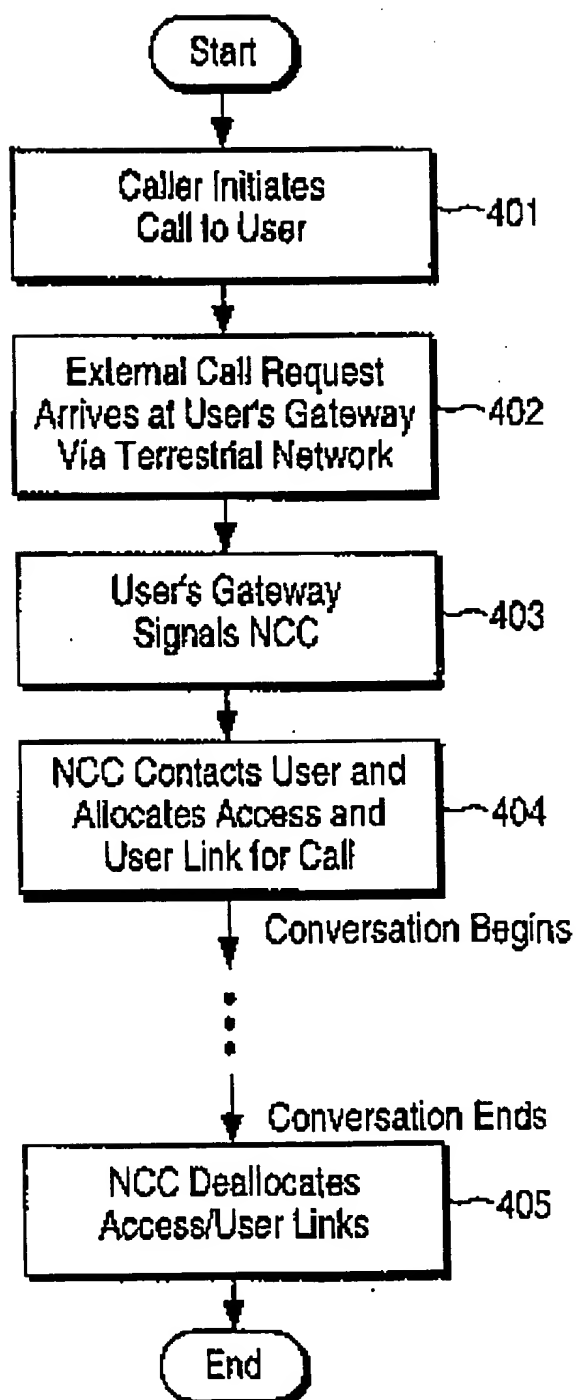 Start
Caller Initiates
Call to User
401
External Call Request
Arrives at User's Gateway
Via Terrestrial Network
402
User's Gateway
Signals NCC
403
NCC Contacts User and
Allocates Access and
User Link for Call
404
Conversation Begins
Conversation Ends
NCC Deallocates
Access/User Links
405
End